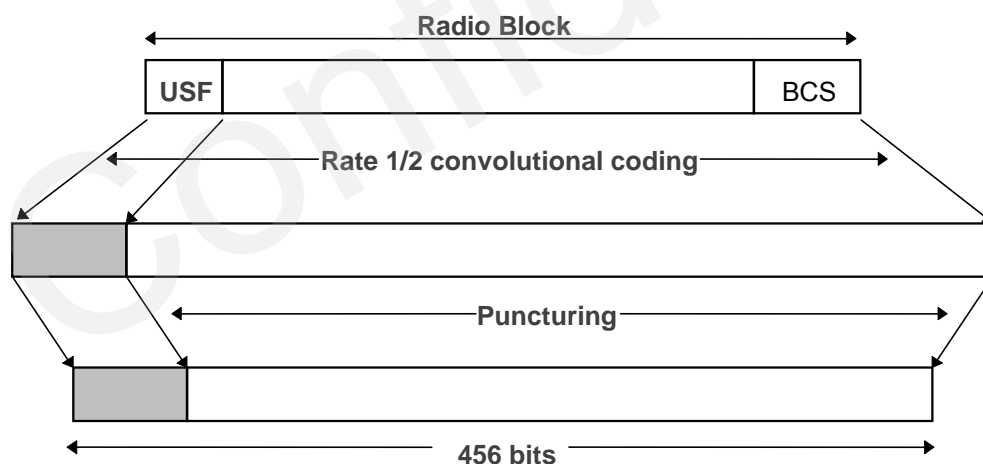 Radio Block
USF
BCS
Rate 1/2 convolutional coding
Puncturing
456 bits